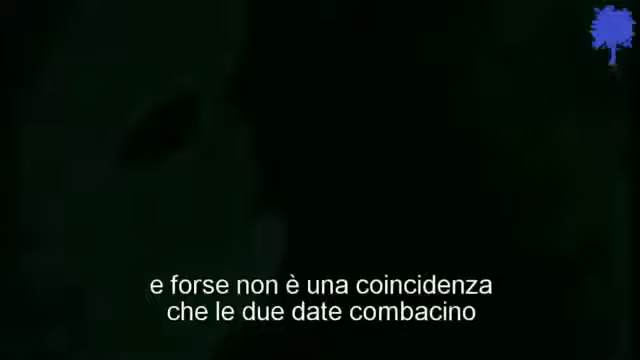 e forse non è una coincidenza
che le due date combacino